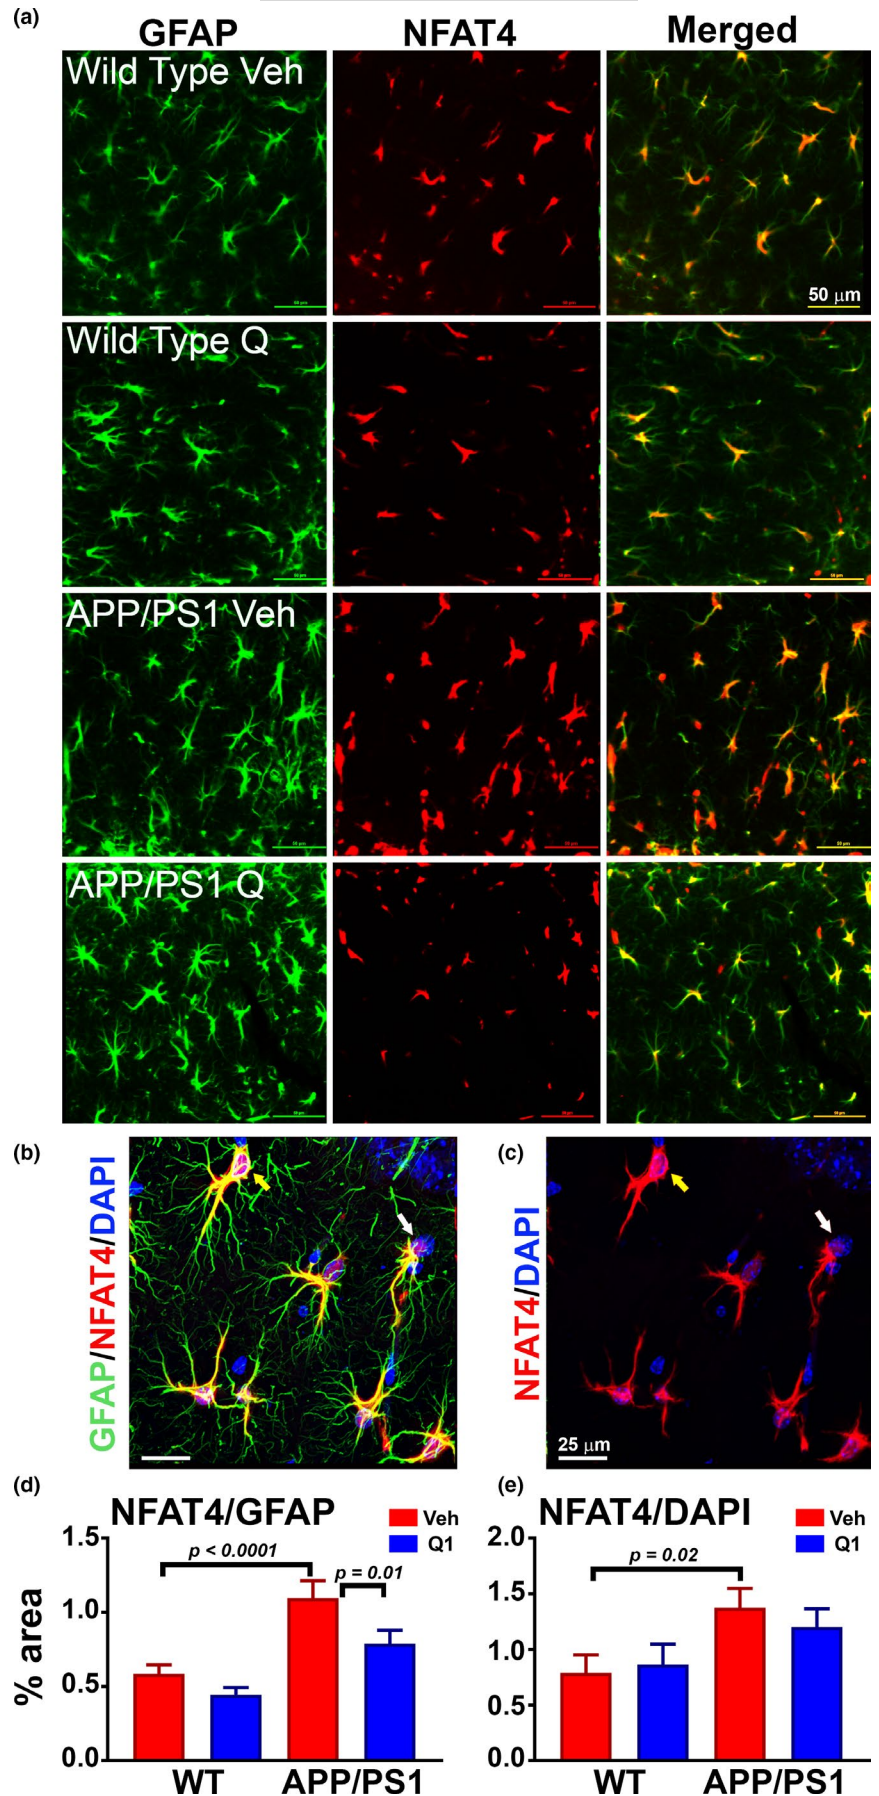 (a)
GFAP NFAT4 Merged
Wild Type Veh
50 μm
Wild Type Q
APP/PS1 Veh
APP/PS1 Q
(b) (c)
GFAP/NFAT4/DAPI
NFAT4/DAPI
25 μm
(d) (e)
NFAT4/GFAP
Veh
Q1
1.5
p < 0.0001
p = 0.01
1.0
% area
0.5
0.0
WT APP/PS1
NFAT4/DAPI
Veh
Q1
2.0
p = 0.02
1.5
1.0
0.5
0.0
WT APP/PS1